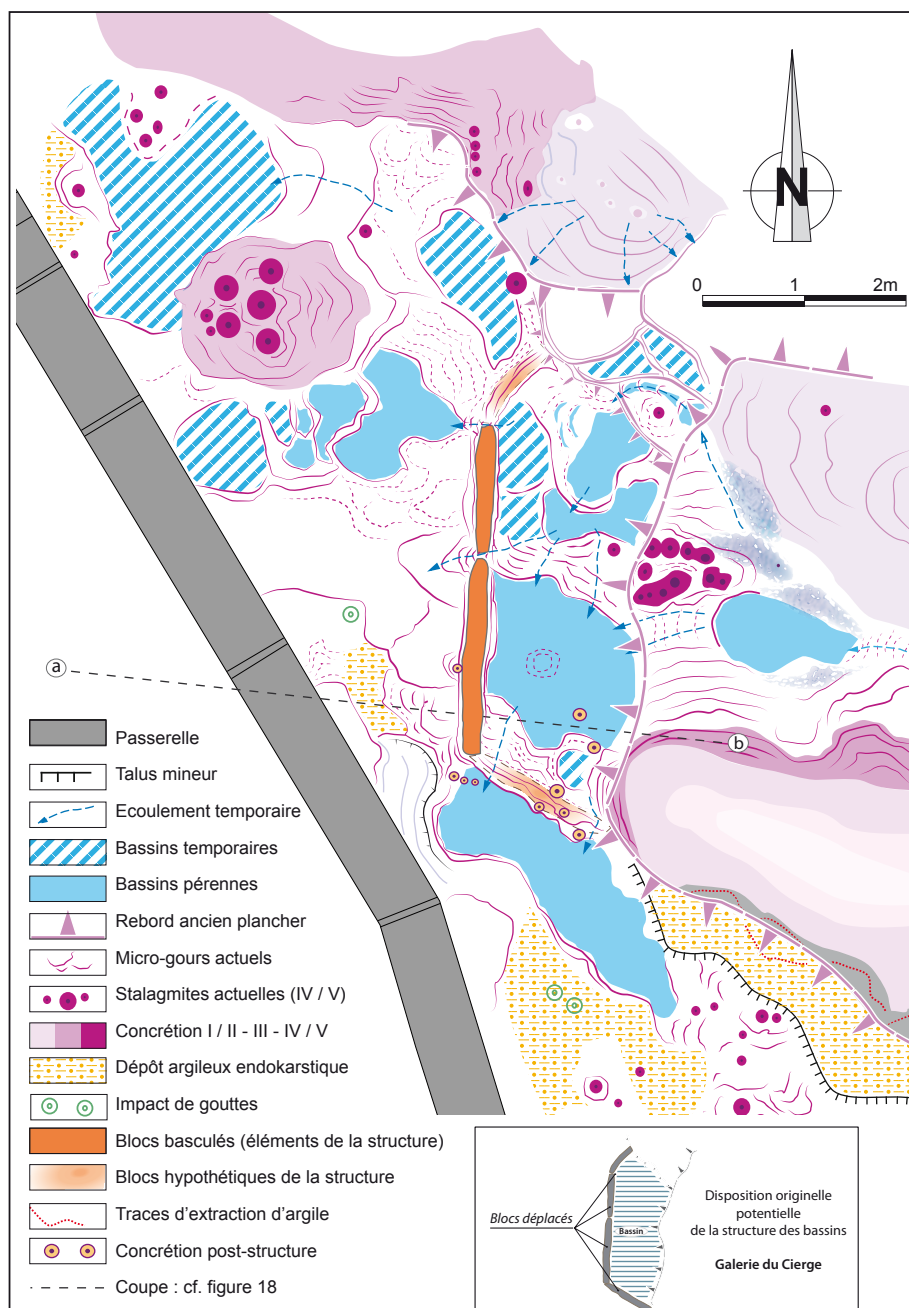 N
0 1 2m
a
b
Passerelle
Talus mineur
Ecoulement temporaire
Bassins temporaires
Bassins pérennes
Rebord ancien plancher
Micro-gours actuels
Stalagmites actuelles (IV / V)
Concrétion I / II - III - IV / V
Dépôt argileux endokarstique
Impact de gouttes
Blocs basculés (éléments de la structure)
Blocs hypothétiques de la structure
Traces d'extraction d'argile
Concrétion post-structure
Coupe : cf. figure 18
Blocs déplacés
Bassin
Disposition originelle
potentielle
de la structure des bassins
Galerie du Cierge